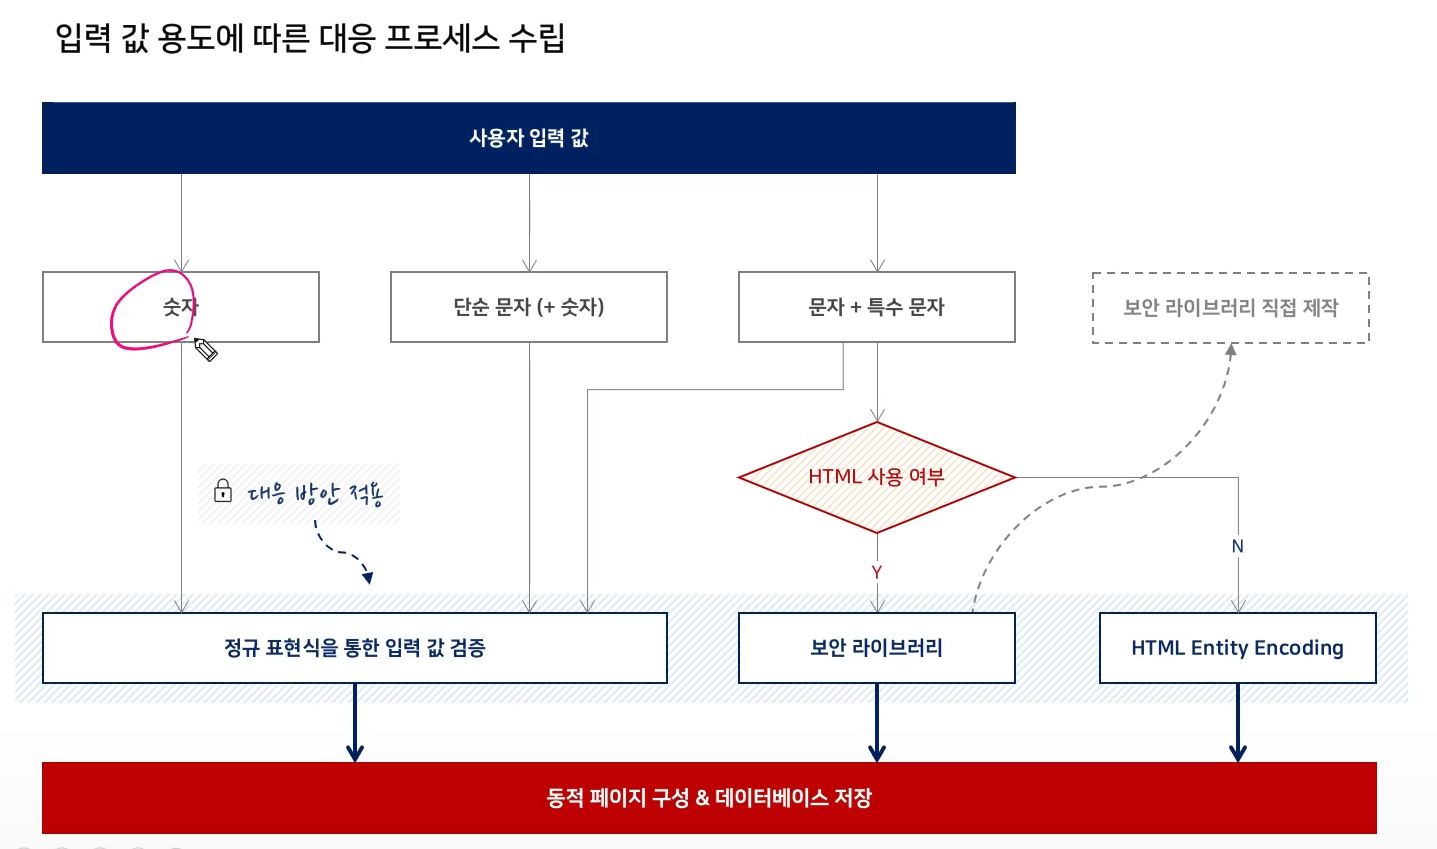 입력 값 용도에 따른 대응 프로세스 수립
사용자 입력 값
숫자
단순 문자 (+ 숫자)
문자 + 특수 문자
보안 라이브러리 직접 제작
HTML 사용 여부
대응 방안 적용
N
Y
정규 표현식을 통한 입력 값 검증
보안 라이브러리
HTML Entity Encoding
동적 페이지 구성 & 데이터베이스 저장